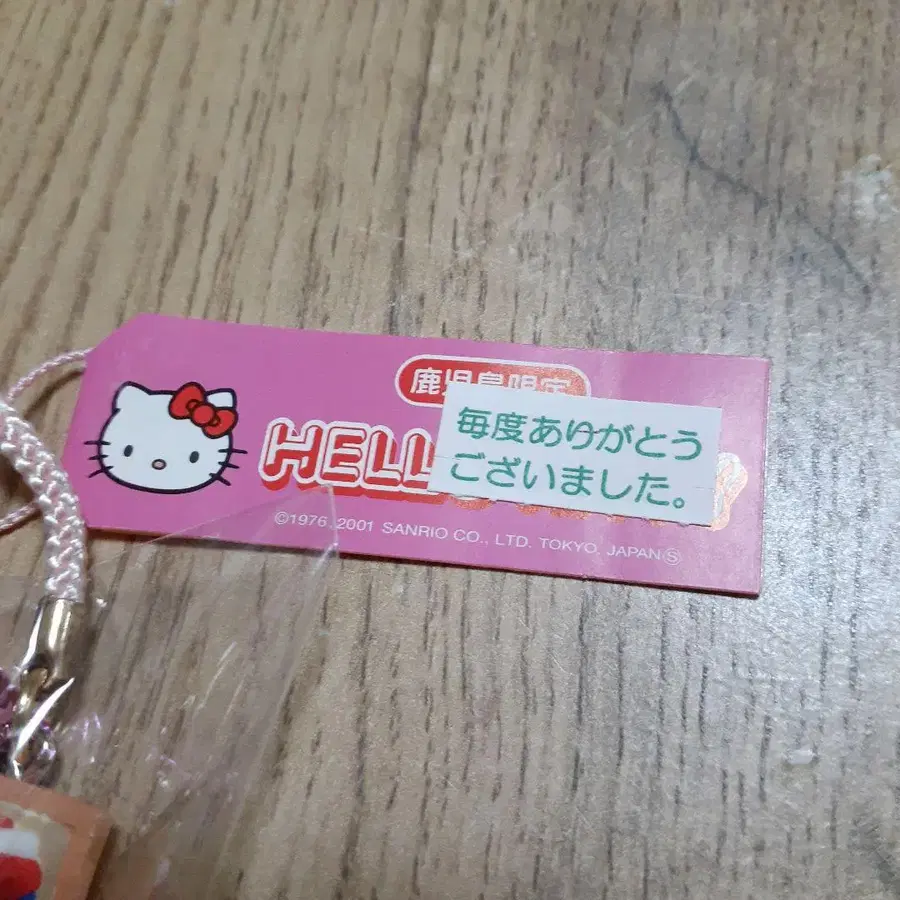 鹿児島限定
HELL
毎度ありがとう
ございました。
©1976, 2001 SANRIO CO., LTD. TOKYO, JAPAN Ⓢ